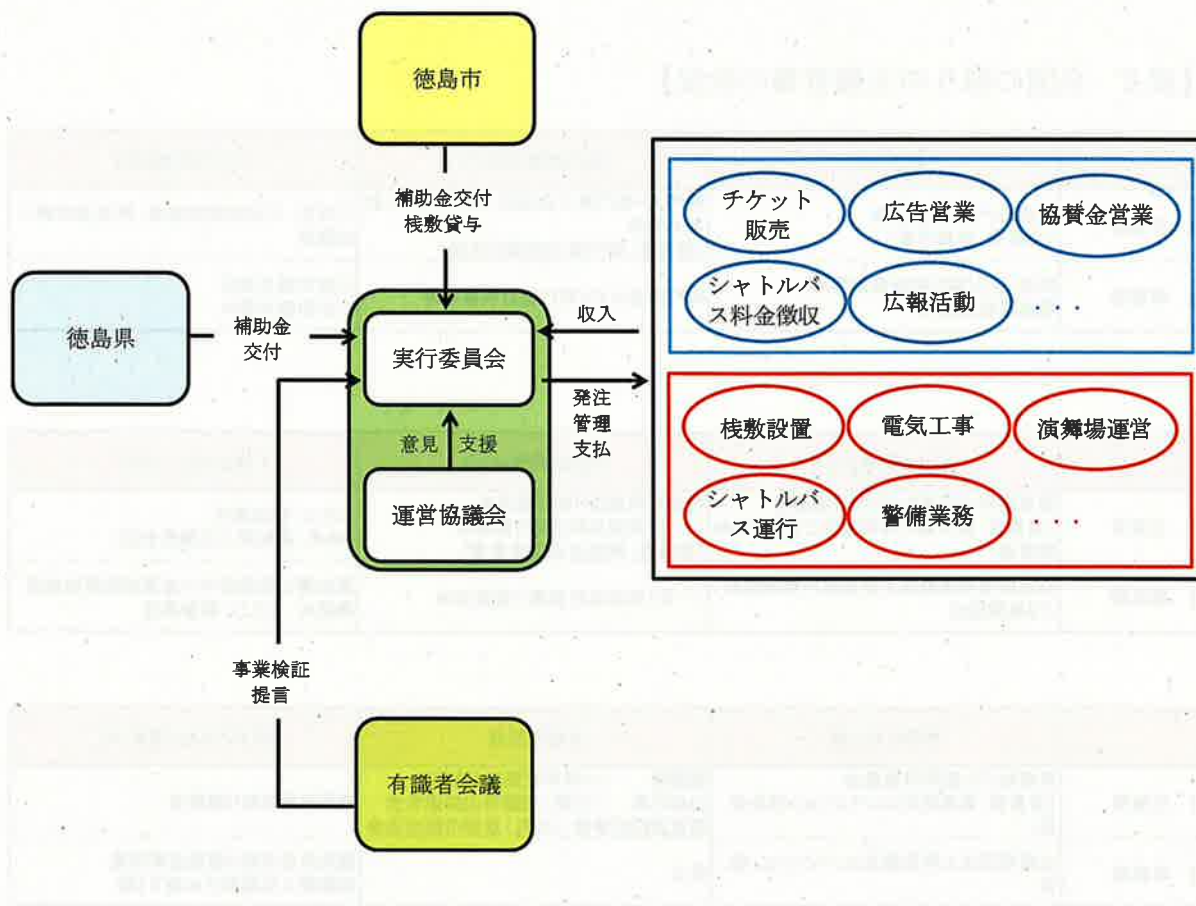 徳島市
補助金交付
桟敷貸与
徳島県
補助金
交付
実行委員会
意見 支援
運営協議会
収入
発注
管理
支払
チケット
販売
広告営業
協賛金営業
シャトルバ
ス料金徴収
広報活動
・・・
桟敷設置
電気工事
演舞場運営
シャトルバ
ス運行
警備業務
・・・
事業検証
提言
有識者会議